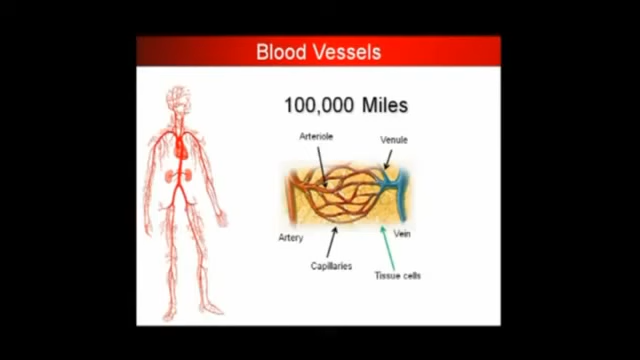 Blood Vessels
100,000 Miles
Arteriole
Venule
Artery
Vein
Capillaries
Tissue cells